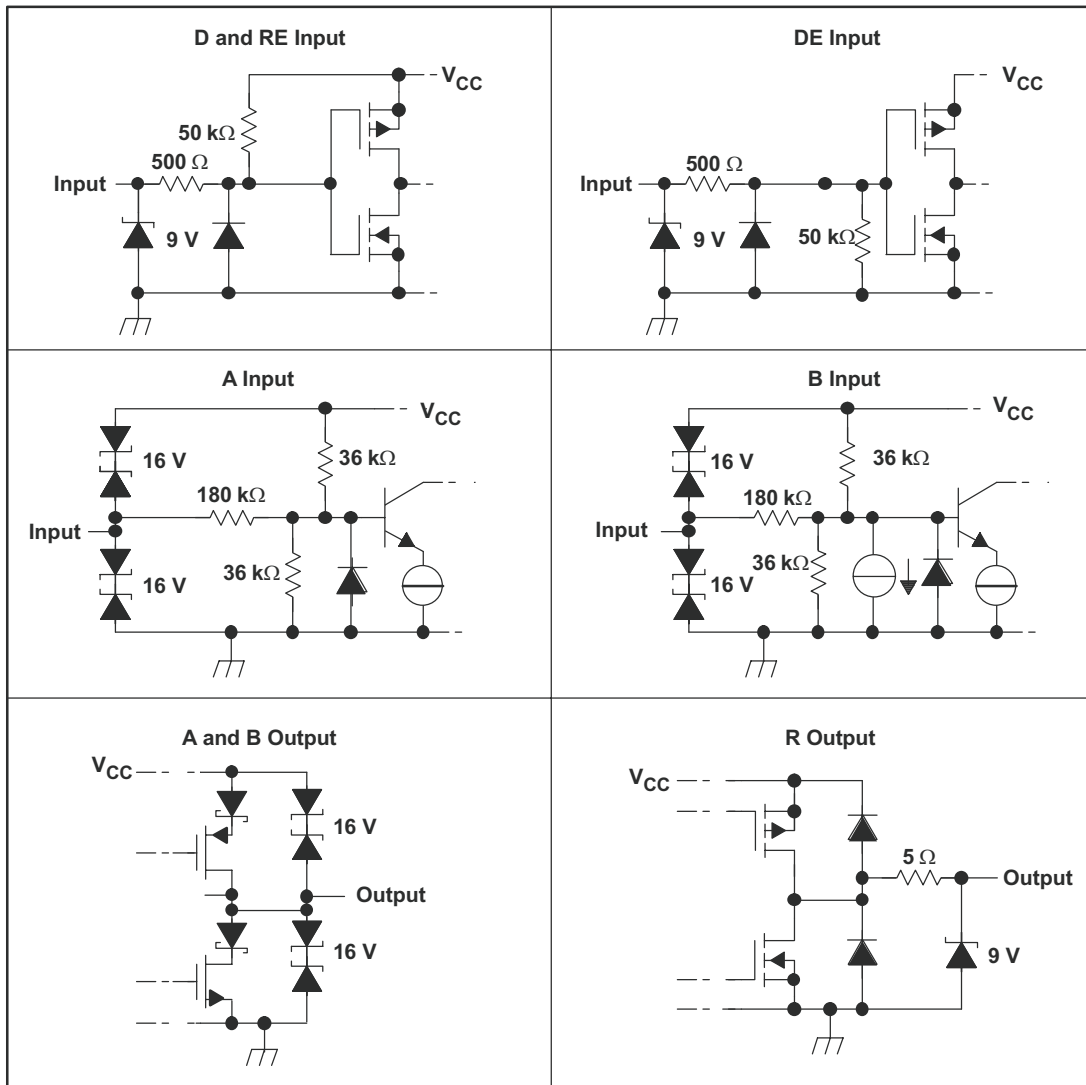 D and RE Input
VCC
50 kΩ
500 Ω
Input
9 V
DE Input
VCC
500 Ω
Input
9 V
50 kΩ
A Input
VCC
16 V
36 kΩ
180 kΩ
Input
36 kΩ
16 V
B Input
VCC
16 V
36 kΩ
180 kΩ
Input
36 kΩ
16 V
A and B Output
VCC
16 V
Output
16 V
R Output
VCC
5 Ω
Output
9 V